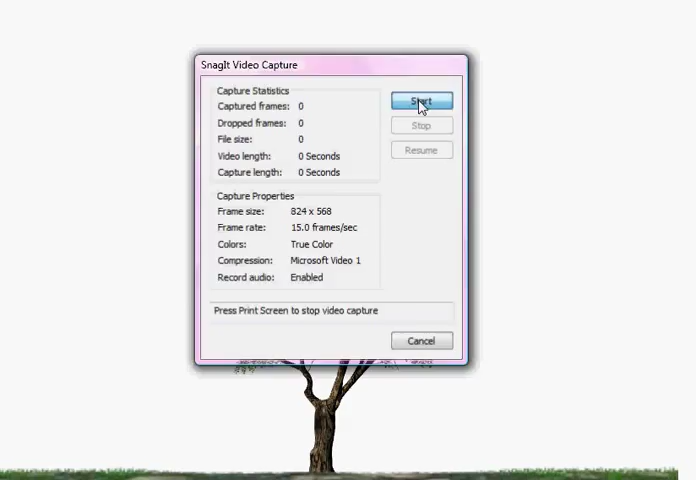 SnagIt Video Capture
Capture Statistics
Captured frames: 0
Dropped frames: 0
File size: 0
Video length: 0 Seconds
Capture length: 0 Seconds
Start
Stop
Resume
Capture Properties
Frame size: 824 x 568
Frame rate: 15.0 frames/sec
Colors: True Color
Compression: Microsoft Video 1
Record audio: Enabled
Press Print Screen to stop video capture
Cancel